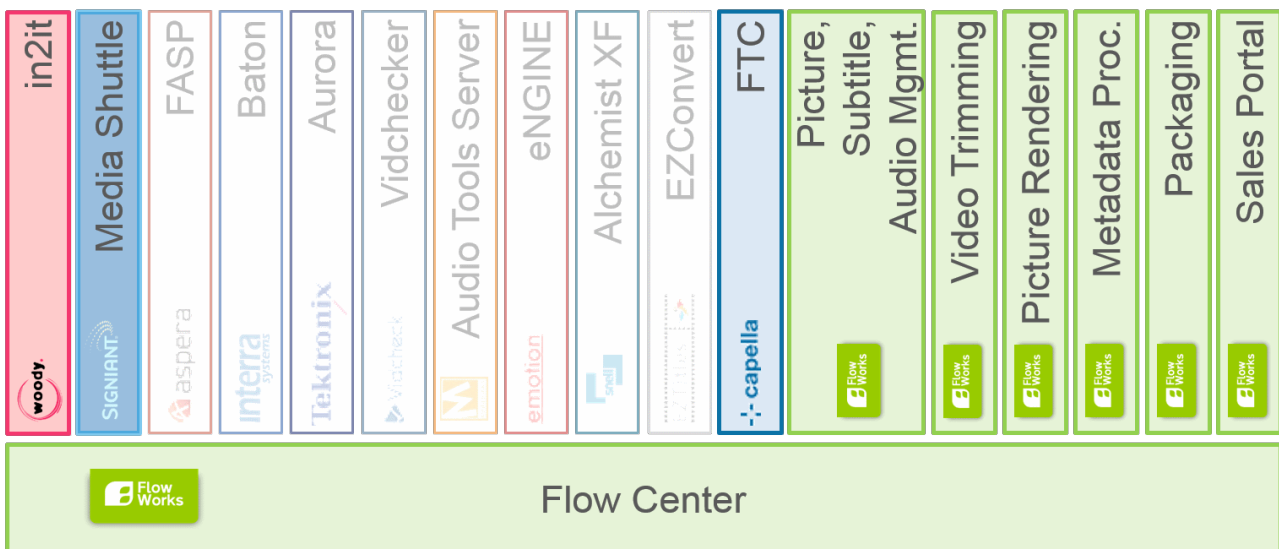 in2it
woody.
Media Shuttle
SIGNIANT
FASP
aspera
Baton
interra
systems
Aurora
Tektronix
Vidchecker
Vidcheck
Audio Tools Server
eNGINE
emotion
Alchemist XF
snell
EZConvert
FTC
capella
Picture,
Subtitle,
Audio Mgmt.
Flow
Works
Video Trimming
Flow
Works
Picture Rendering
Flow
Works
Metadata Proc.
Flow
Works
Packaging
Flow
Works
Sales Portal
Flow
Works
Flow
Works
Flow Center